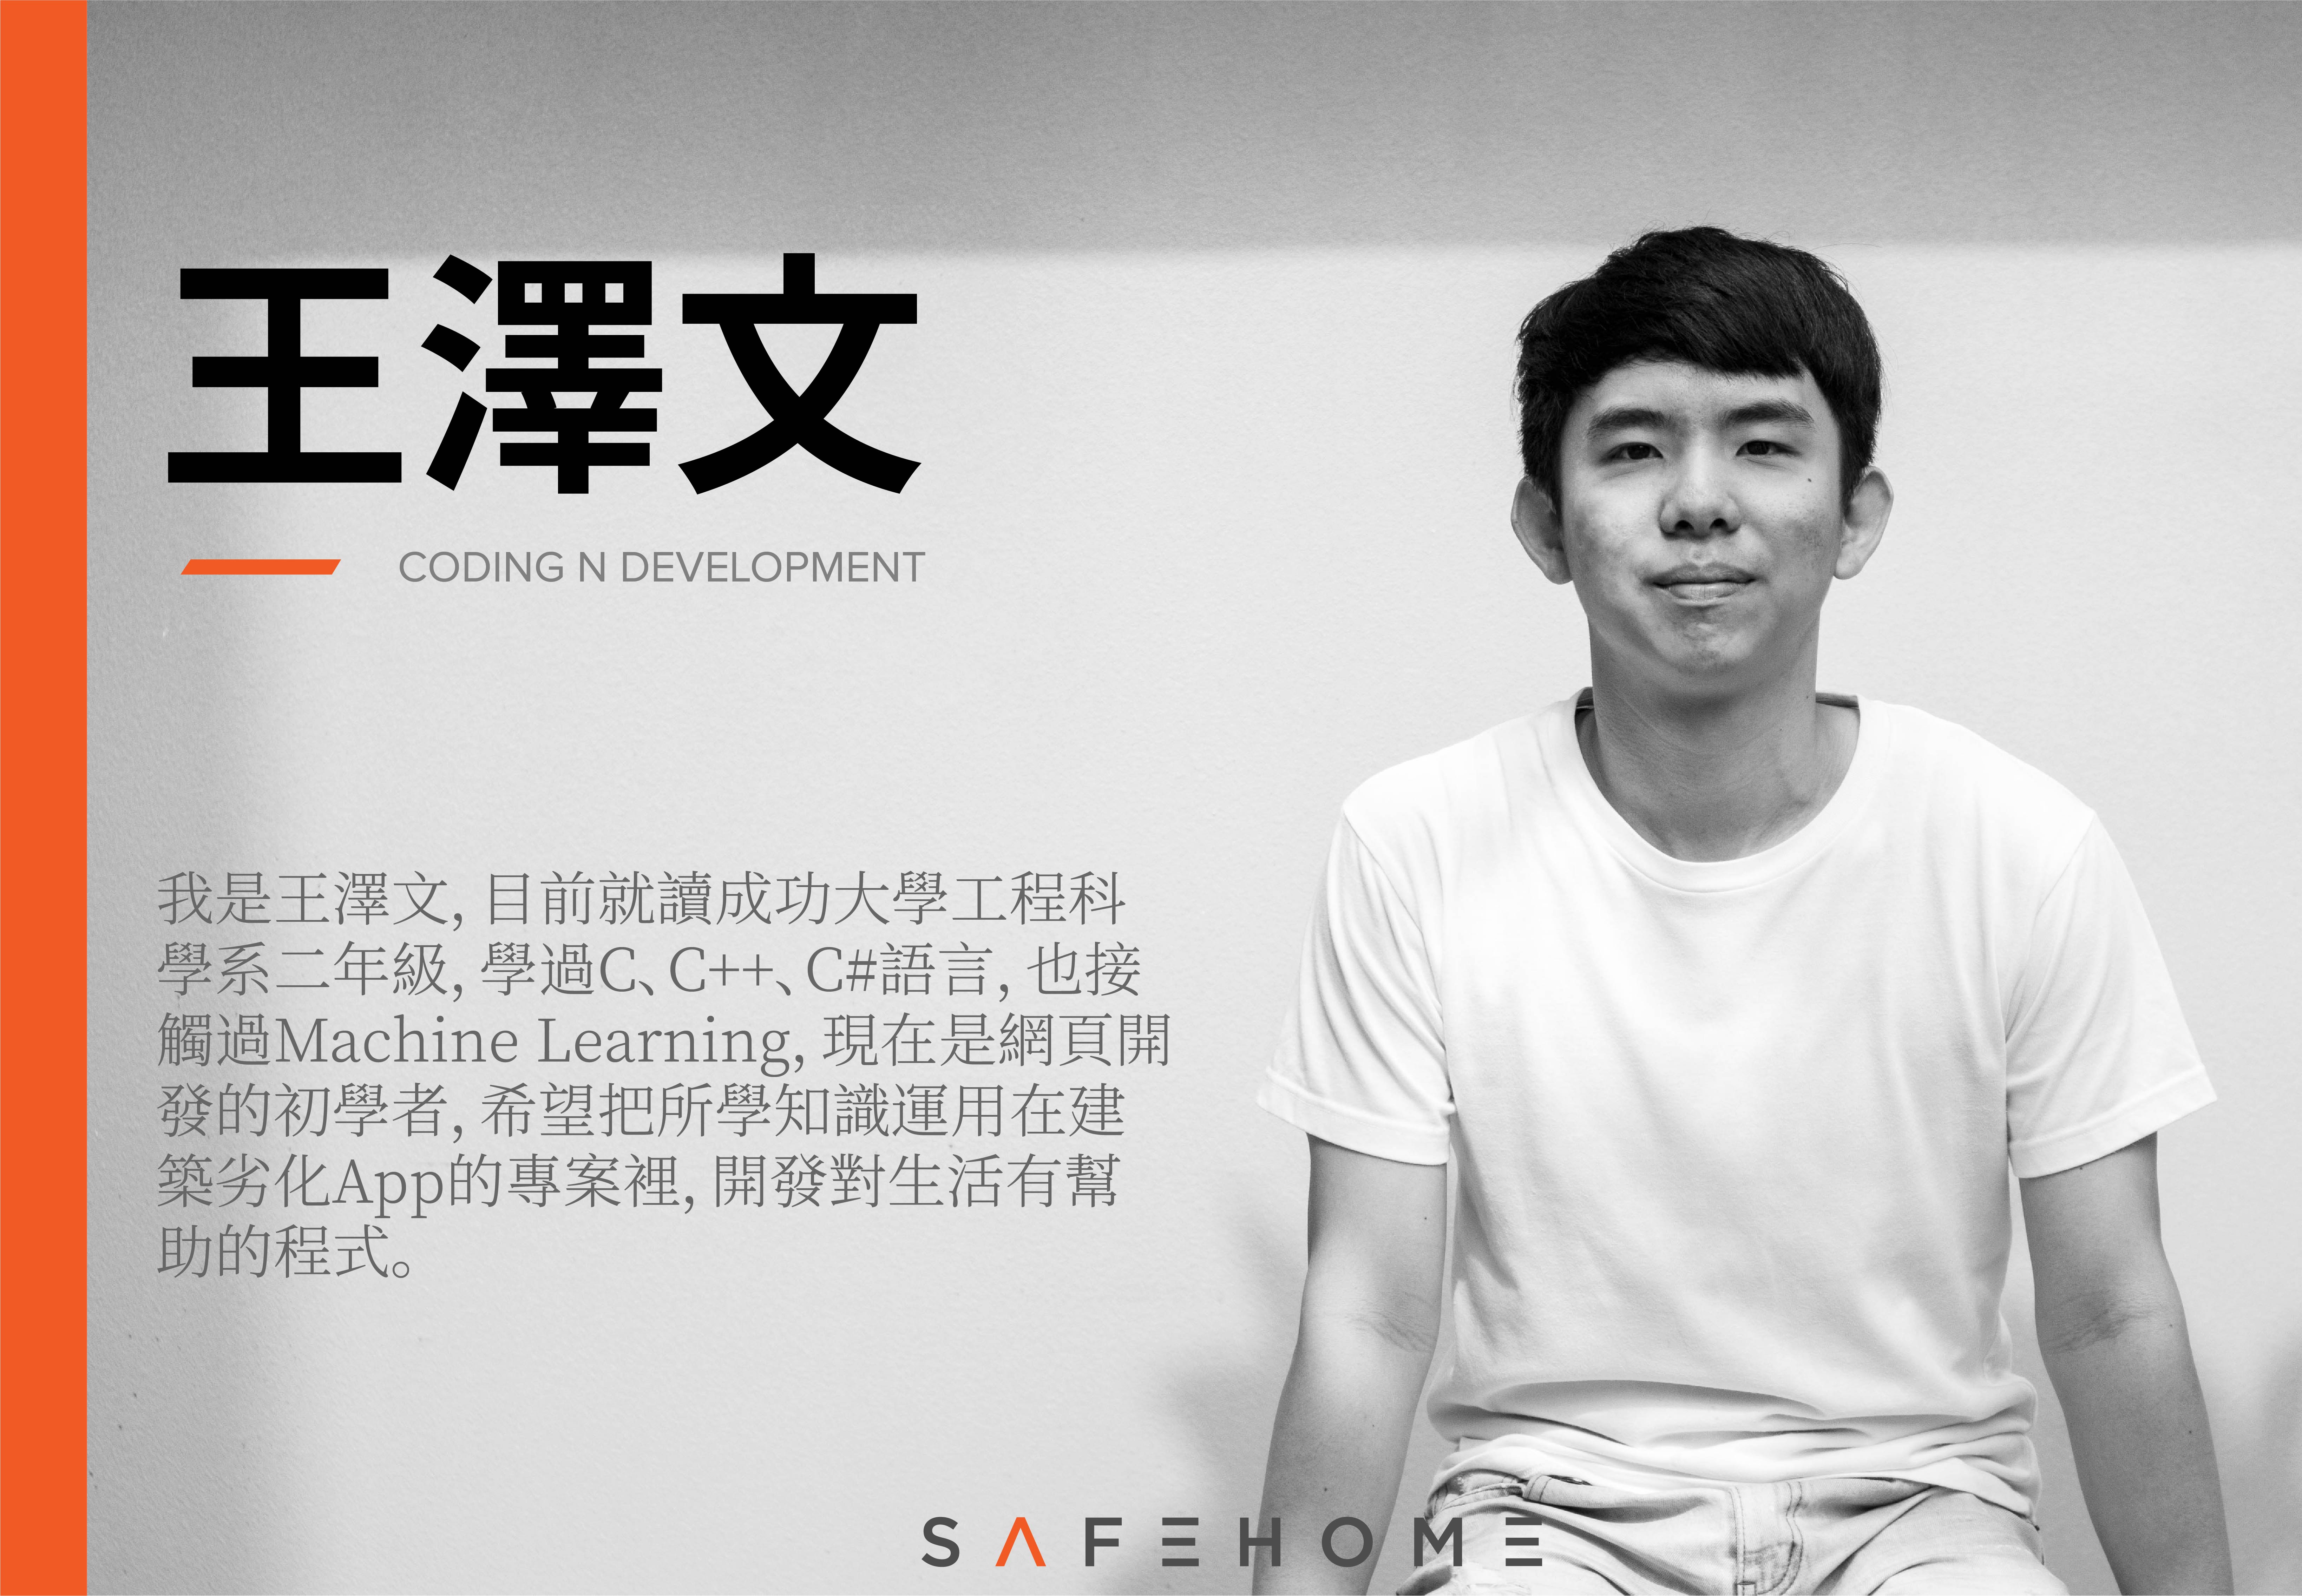 王澤文
CODING N DEVELOPMENT
我是王澤文, 目前就讀成功大學工程科
學系二年級, 學過C、C++、C#語言, 也接
觸過Machine Learning, 現在是網頁開
發的初學者, 希望把所學知識運用在建
築劣化App的專案裡, 開發對生活有幫
助的程式。
SAFEHOME